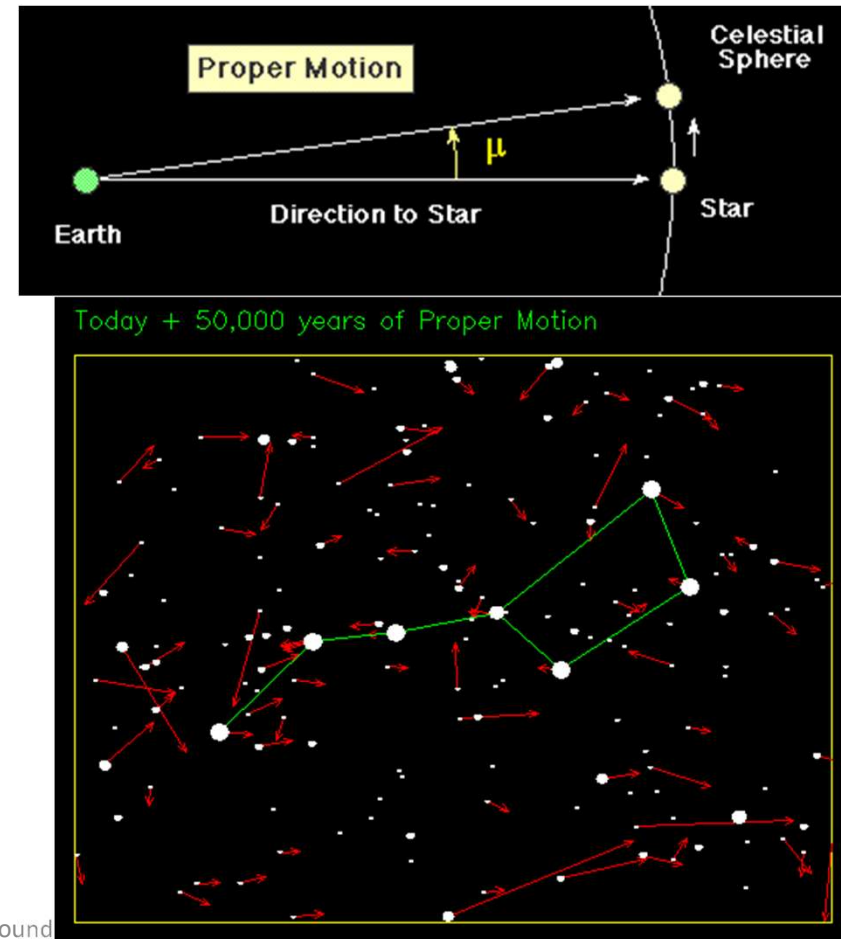 Proper Motion
Celestial
Sphere
μ
Direction to Star
Star
Earth
Today + 50,000 years of Proper Motion
ound